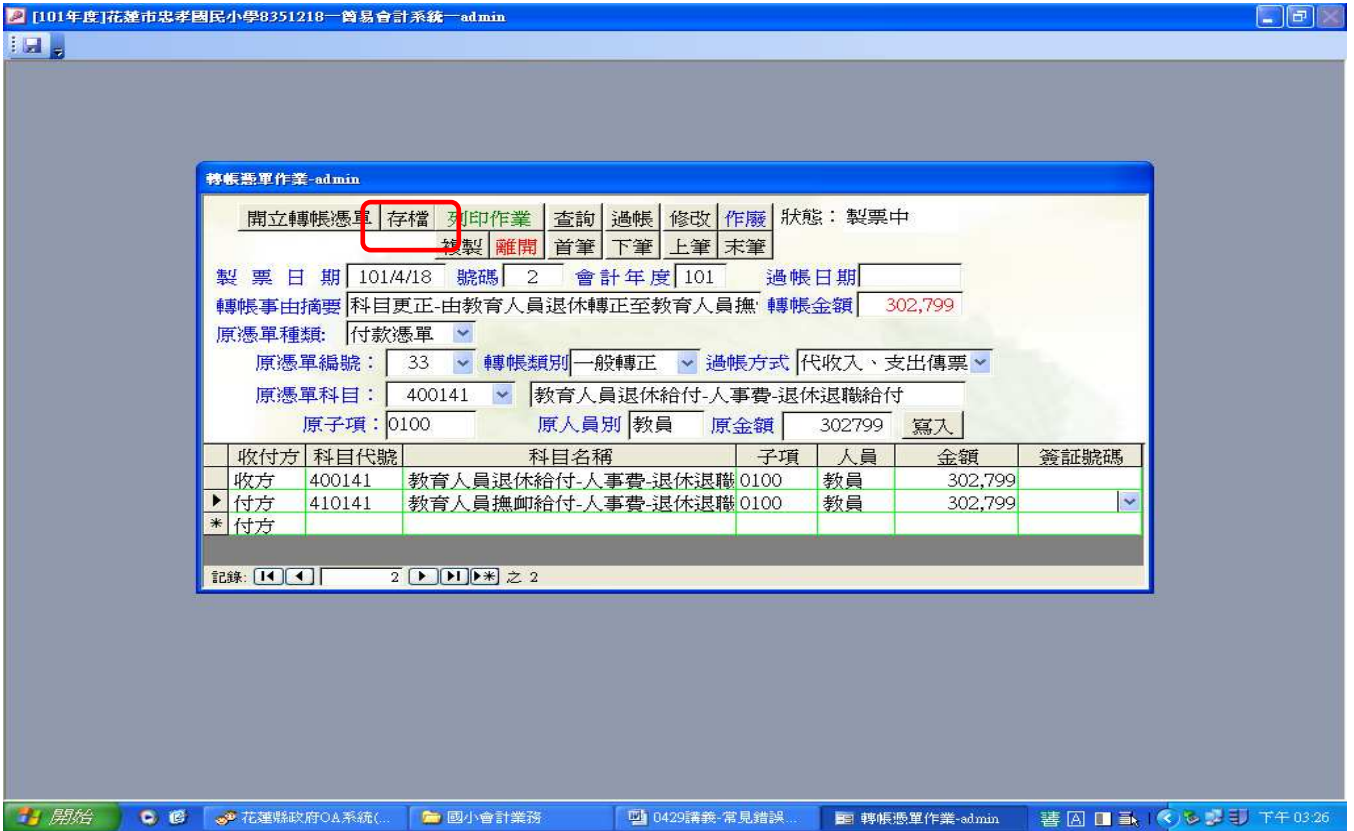 [101年度]花蓮市忠孝國民小學8351218—簡易會計系統—admin
轉帳憑單作業-admin
開立轉帳憑單 存檔 列印作業 查詢 過帳 修改 作廢 狀態：製票中
複製 離開 首筆 下筆 上筆 末筆
製 票 日 期 101/4/18 號碼 2 會計年度 101 過帳日期
轉帳事由摘要 科目更正-由教育人員退休轉正至教育人員撫 轉帳金額 302,799
原憑單種類: 付款憑單
原憑單編號： 33 轉帳類別 一般轉正 過帳方式 代收入、支出傳票
原憑單科目： 400141 教育人員退休給付-人事費-退休退職給付
原子項：0100 原人員別 教員 原金額 302799 寫入
收付方 科目代號 科目名稱 子項 人員 金額 簽証號碼
收方 400141 教育人員退休給付-人事費-退休退職 0100 教員 302,799
付方 410141 教育人員撫卹給付-人事費-退休退職 0100 教員 302,799
* 付方
記錄: 2 之 2
開始 花蓮縣政府OA系統(... 國小會計業務 0429講義-常見錯誤... 轉帳憑單作業-admin A 下午 03:26